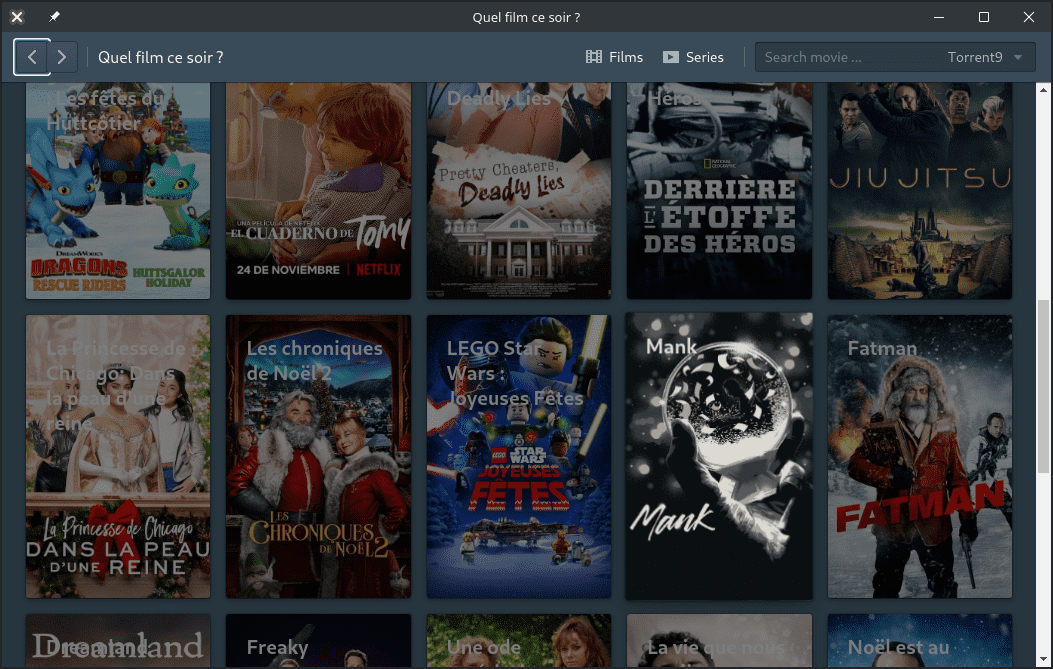 Quel film ce soir ?
Quel film ce soir ?
Films
Series
Search movie ...
Torrent9
: Les fêtes du
Huttcôtier
DREAMWORKS
DRAGONS
RESCUE RIDERS
HUTTSGALOR
HOLIDAY
UNA PELÍCULA DE NETFLIX
EL CUADERNO DE
Tomy
24 DE NOVIEMBRE | NETFLIX
Deadly Lies
Pretty Cheaters,
Deadly Lies
Héros
NATIONAL
GEOGRAPHIC
DERRIÈRE
L'ÉTOFFE
DES HÉROS
JIU JITSU
La Princesse de
Chicago: Dans
la peau d'une
reine
La Princesse de Chicago
DANS LA PEAU
D'UNE REINE
Les chroniques
de Noël 2
LES
CHRONIQUES
DE NOËL 2
LEGO Star
Wars :
Joyeuses Fêtes
LEGO
STAR
WARS
JOYEUSES
FÊTES
Mank
Mank
Fatman
FATMAN
Dreamland
Dreamland
Freaky
Une ode
La vie que nous
Noël est au